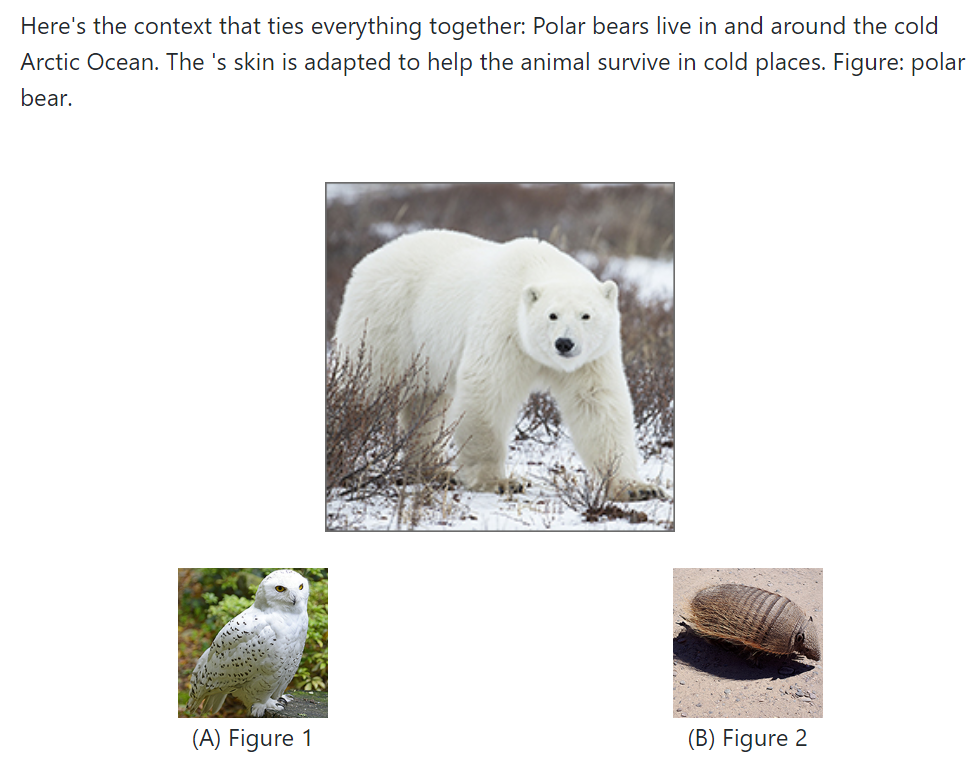 Here's the context that ties everything together: Polar bears live in and around the cold
Arctic Ocean. The 's skin is adapted to help the animal survive in cold places. Figure: polar
bear.
(A) Figure 1
(B) Figure 2